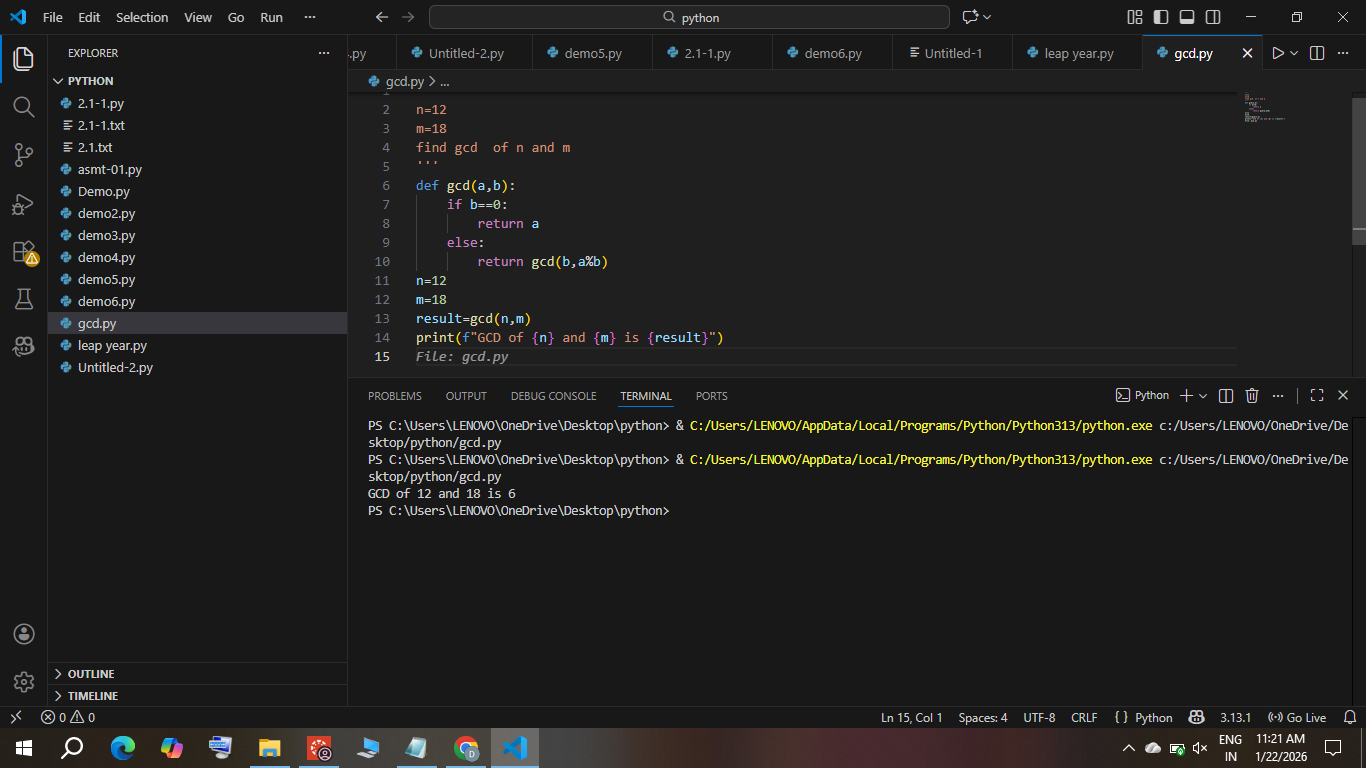 File Edit Selection View Go Run ···
python
EXPLORER ···
PYTHON
2.1-1.py
2.1-1.txt
2.1.txt
asmt-01.py
Demo.py
demo2.py
demo3.py
demo4.py
demo5.py
demo6.py
gcd.py
leap year.py
Untitled-2.py
OUTLINE
TIMELINE
.py Untitled-2.py demo5.py 2.1-1.py demo6.py Untitled-1 leap year.py gcd.py ···
gcd.py > ...
1
2 n=12
3 m=18
4 find gcd  of n and m
5 '''
6 def gcd(a,b):
7     if b==0:
8         return a
9     else:
10         return gcd(b,a%b)
11 n=12
12 m=18
13 result=gcd(n,m)
14 print(f"GCD of {n} and {m} is {result}")
15 File: gcd.py
PROBLEMS OUTPUT DEBUG CONSOLE TERMINAL PORTS Python ···
PS C:\Users\LENOVO\OneDrive\Desktop\python> & C:/Users/LENOVO/AppData/Local/Programs/Python/Python313/python.exe c:/Users/LENOVO/OneDrive/De
sktop/python/gcd.py
PS C:\Users\LENOVO\OneDrive\Desktop\python> & C:/Users/LENOVO/AppData/Local/Programs/Python/Python313/python.exe c:/Users/LENOVO/OneDrive/De
sktop/python/gcd.py
GCD of 12 and 18 is 6
PS C:\Users\LENOVO\OneDrive\Desktop\python>
0 0 Ln 15, Col 1 Spaces: 4 UTF-8 CRLF { } Python 3.13.1 Go Live
ENG 11:21 AM
IN 1/22/2026